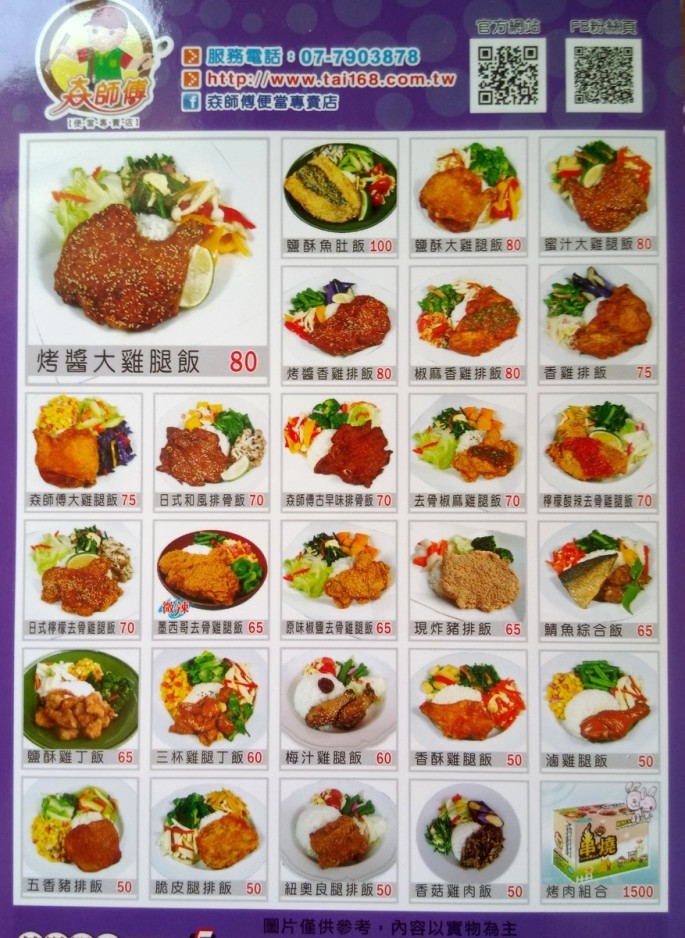 官方網站 FB粉絲頁
服務電話：07-7903878
http://www.tai168.com.tw
焱師傅便當專賣店
焱師傅
【便當專賣店】
烤醬大雞腿飯 80
鹽酥魚肚飯 100
鹽酥大雞腿飯 80
蜜汁大雞腿飯 80
烤醬香雞排飯 80
椒麻香雞排飯 80
香雞排飯 75
焱師傅大雞腿飯 75
日式和風排骨飯 70
焱師傅古早味排骨飯 70
去骨椒麻雞腿飯 70
檸檬酸辣去骨雞腿飯 70
日式檸檬去骨雞腿飯 70
微辣
墨西哥去骨雞腿飯 65
原味椒鹽去骨雞腿飯 65
現炸豬排飯 65
鯖魚綜合飯 65
鹽酥雞丁飯 65
三杯雞腿丁飯 60
梅汁雞腿飯 60
香酥雞腿飯 50
滷雞腿飯 50
五香豬排飯 50
脆皮腿排飯 50
紐奧良腿排飯 50
香菇雞肉飯 50
串燒
烤肉組合 1500
圖片僅供參考，內容以實物為主